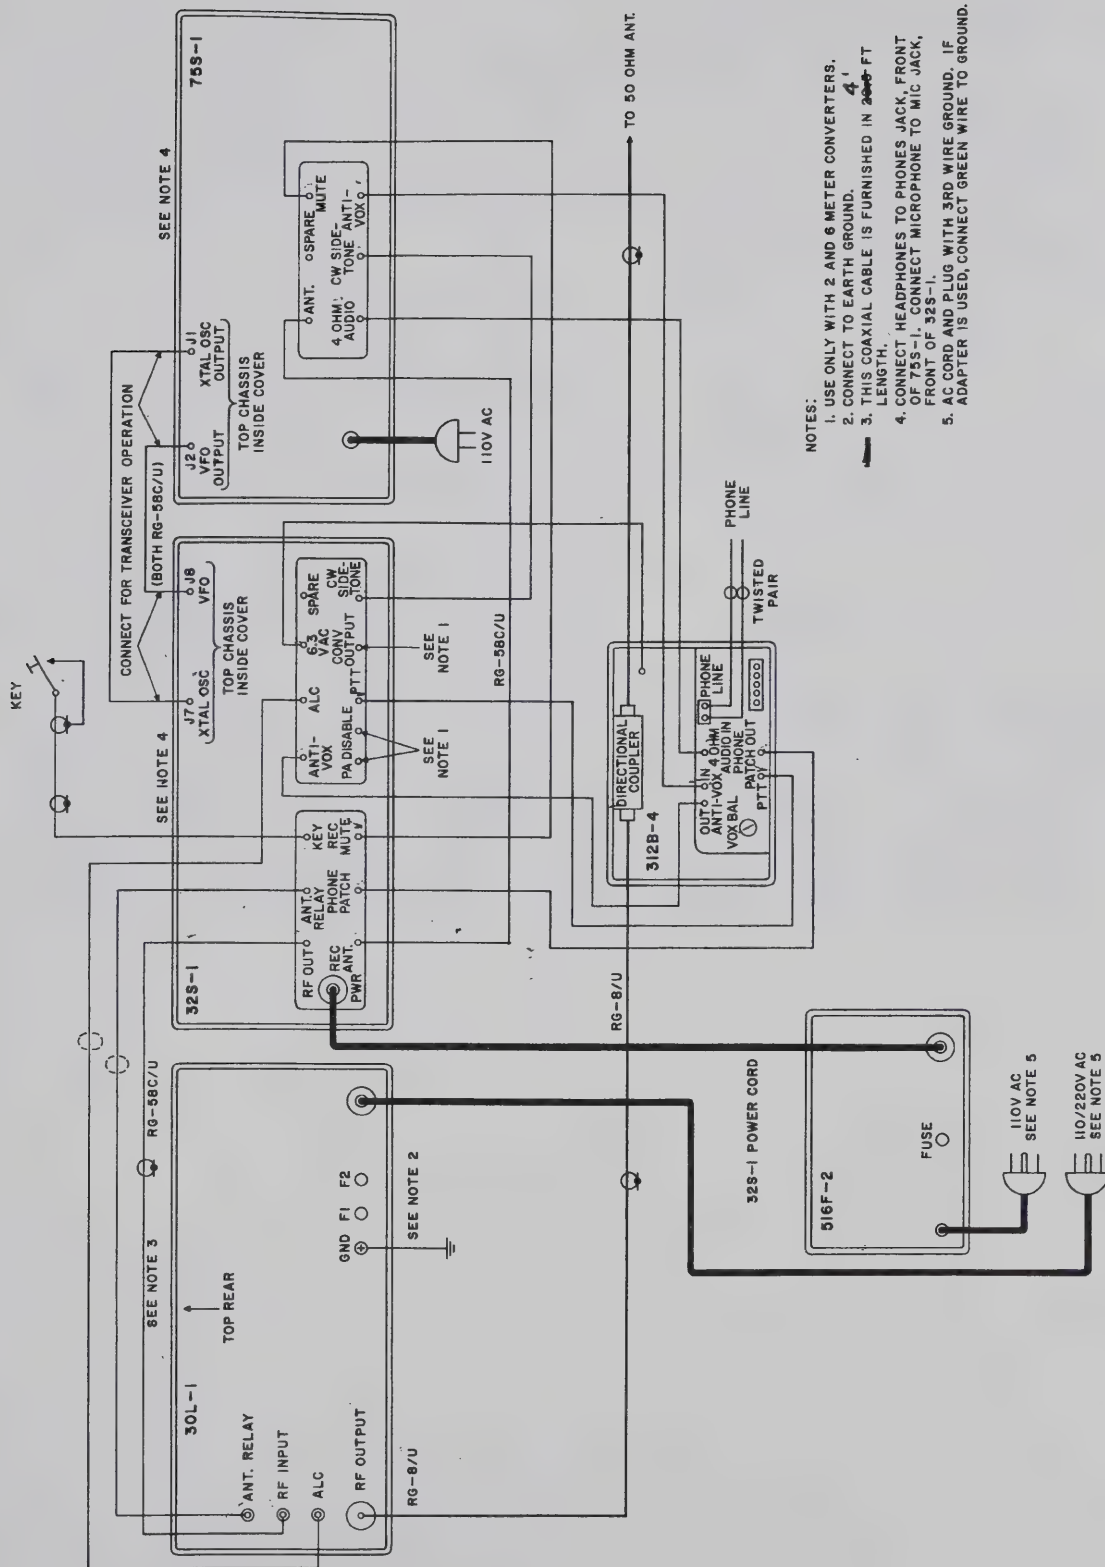 KEY
CONNECT FOR TRANSCEIVER OPERATION
(BOTH RG-58C/U)
SEE NOTE 3
RG-58C/U
SEE NOTE 4
SEE NOTE 4
30L-1
TOP REAR
ANT. RELAY
RF INPUT
ALC
RF OUTPUT
GND
F1
F2
SEE NOTE 2
RG-8/U
32S-1
J7
XTAL OSC
J8
VFO
TOP CHASSIS
INSIDE COVER
RF OUT
ANT.
RELAY
KEY
REC
ANT.
PHONE
PATCH
REC
MUTE
PWR
ANTI-
VOX
ALC
6.3
VAC
SPARE
PA DISABLE
PTT
CONV
OUTPUT
CW
SIDE-
TONE
SEE
NOTE 1
SEE
NOTE 1
RG-58C/U
75S-1
J2
VFO
OUTPUT
J1
XTAL OSC
OUTPUT
TOP CHASSIS
INSIDE COVER
ANT.
SPARE
MUTE
4 OHM
AUDIO
CW SIDE-
TONE
ANTI-
VOX
110V AC
RG-8/U
312B-4
DIRECTIONAL
COUPLER
OUT
IN
ANTI-VOX
4 OHM
AUDIO IN
PHONE
LINE
VOX BAL
PTT
PHONE
PATCH OUT
PHONE
LINE
TWISTED
PAIR
TO 50 OHM ANT.
32S-1 POWER CORD
516F-2
FUSE
110V AC
SEE NOTE 5
110/220V AC
SEE NOTE 5
NOTES:
1. USE ONLY WITH 2 AND 6 METER CONVERTERS.
2. CONNECT TO EARTH GROUND.
4'
3. THIS COAXIAL CABLE IS FURNISHED IN FT
LENGTH.
4. CONNECT HEADPHONES TO PHONES JACK, FRONT
OF 75S-1. CONNECT MICROPHONE TO MIC JACK,
FRONT OF 32S-1.
5. AC CORD AND PLUG WITH 3RD WIRE GROUND. IF
ADAPTER IS USED, CONNECT GREEN WIRE TO GROUND.